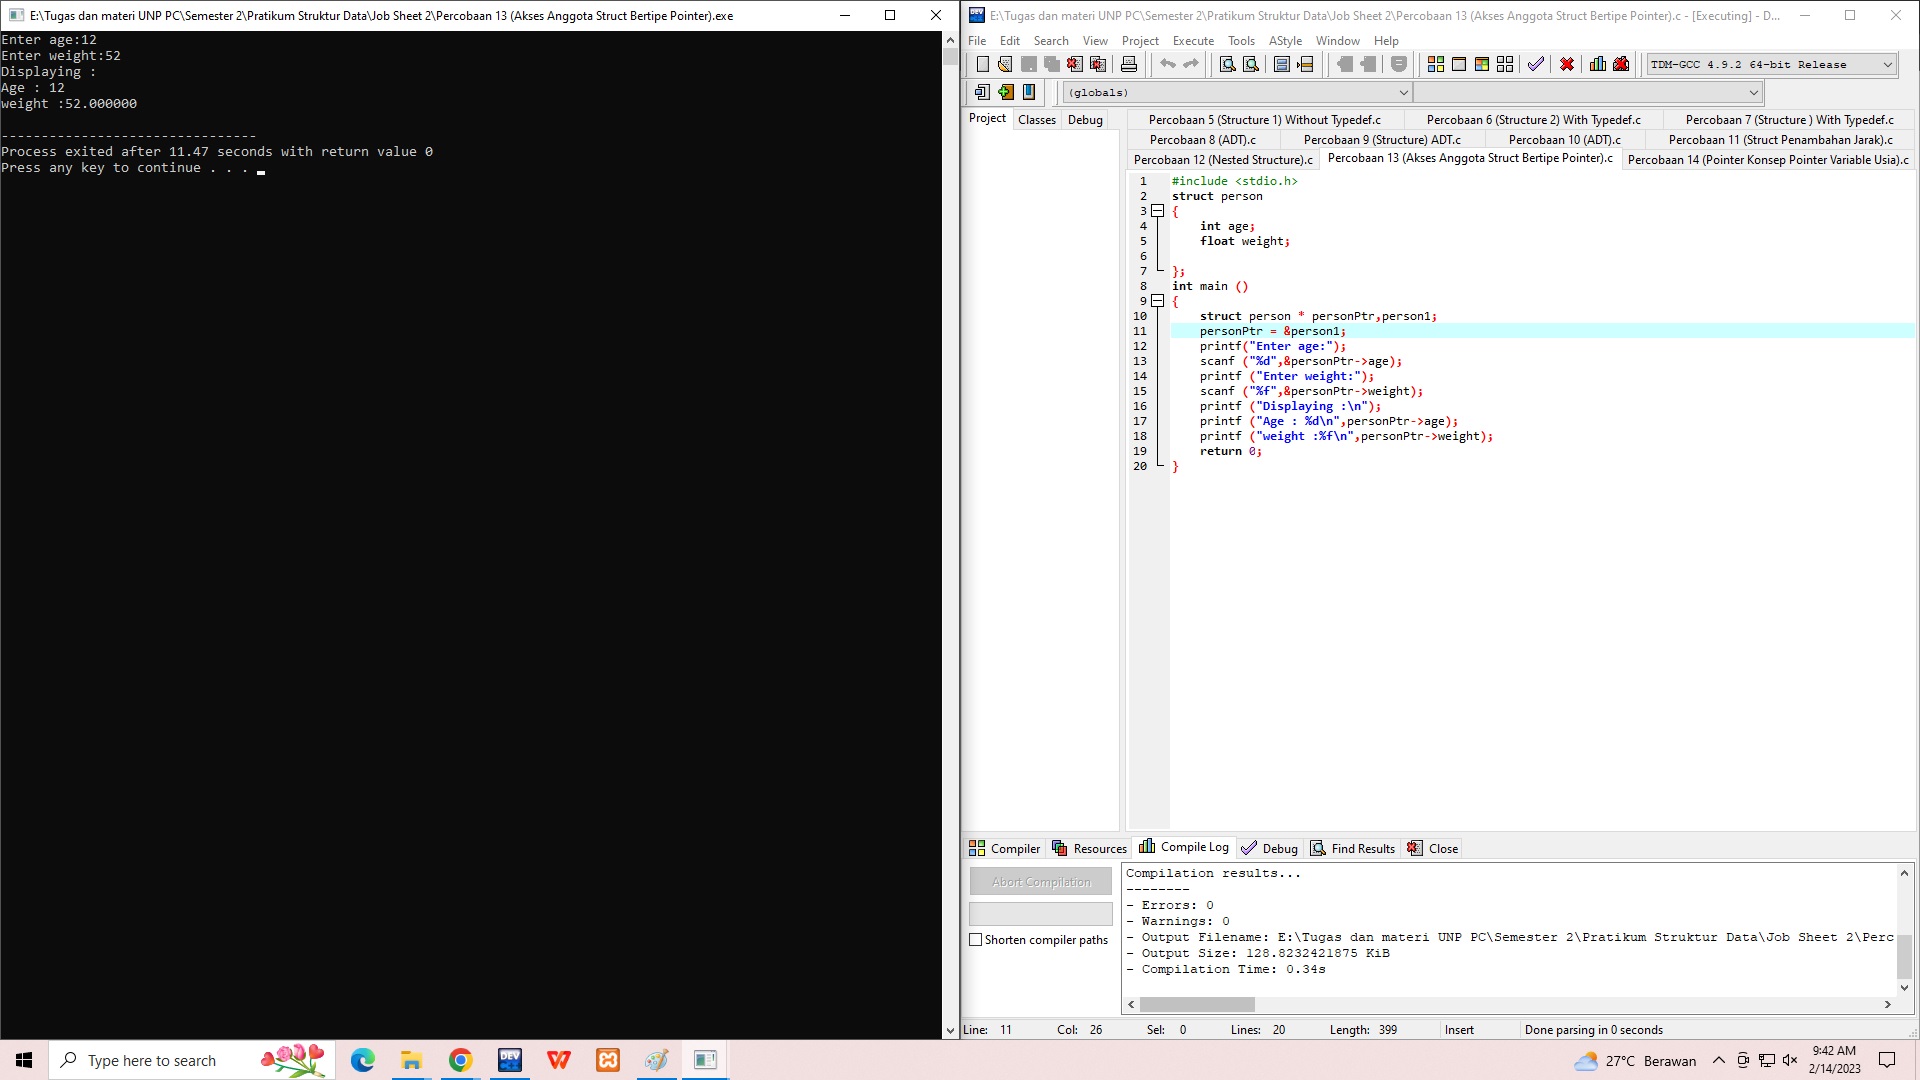 E:\Tugas dan materi UNP PC\Semester 2\Pratikum Struktur Data\Job Sheet 2\Percobaan 13 (Akses Anggota Struct Bertipe Pointer).exe
Enter age:12
Enter weight:52
Displaying :
Age : 12
weight :52.000000
--------------------------------
Process exited after 11.47 seconds with return value 0
Press any key to continue . . .
E:\Tugas dan materi UNP PC\Semester 2\Pratikum Struktur Data\Job Sheet 2\Percobaan 13 (Akses Anggota Struct Bertipe Pointer).c - [Executing] - D...
File Edit Search View Project Execute Tools AStyle Window Help
TDM-GCC 4.9.2 64-bit Release
(globals)
Project Classes Debug
Percobaan 5 (Structure 1) Without Typedef.c Percobaan 6 (Structure 2) With Typedef.c Percobaan 7 (Structure ) With Typedef.c
Percobaan 8 (ADT).c Percobaan 9 (Structure) ADT.c Percobaan 10 (ADT).c Percobaan 11 (Struct Penambahan Jarak).c
Percobaan 12 (Nested Structure).c Percobaan 13 (Akses Anggota Struct Bertipe Pointer).c Percobaan 14 (Pointer Konsep Pointer Variable Usia).c
1 #include <stdio.h>
2 struct person
3 {
4 int age;
5 float weight;
6
7 };
8 int main ()
9 {
10 struct person * personPtr,person1;
11 personPtr = &person1;
12 printf("Enter age:");
13 scanf ("%d",&personPtr->age);
14 printf ("Enter weight:");
15 scanf ("%f",&personPtr->weight);
16 printf ("Displaying :\n");
17 printf ("Age : %d\n",personPtr->age);
18 printf ("weight :%f\n",personPtr->weight);
19 return 0;
20 }
Compiler Resources Compile Log Debug Find Results Close
Abort Compilation
Shorten compiler paths
Compilation results...
--------
- Errors: 0
- Warnings: 0
- Output Filename: E:\Tugas dan materi UNP PC\Semester 2\Pratikum Struktur Data\Job Sheet 2\Perc
- Output Size: 128.8232421875 KiB
- Compilation Time: 0.34s
Line: 11 Col: 26 Sel: 0 Lines: 20 Length: 399 Insert Done parsing in 0 seconds
Type here to search
DEV
27°C Berawan
9:42 AM
2/14/2023